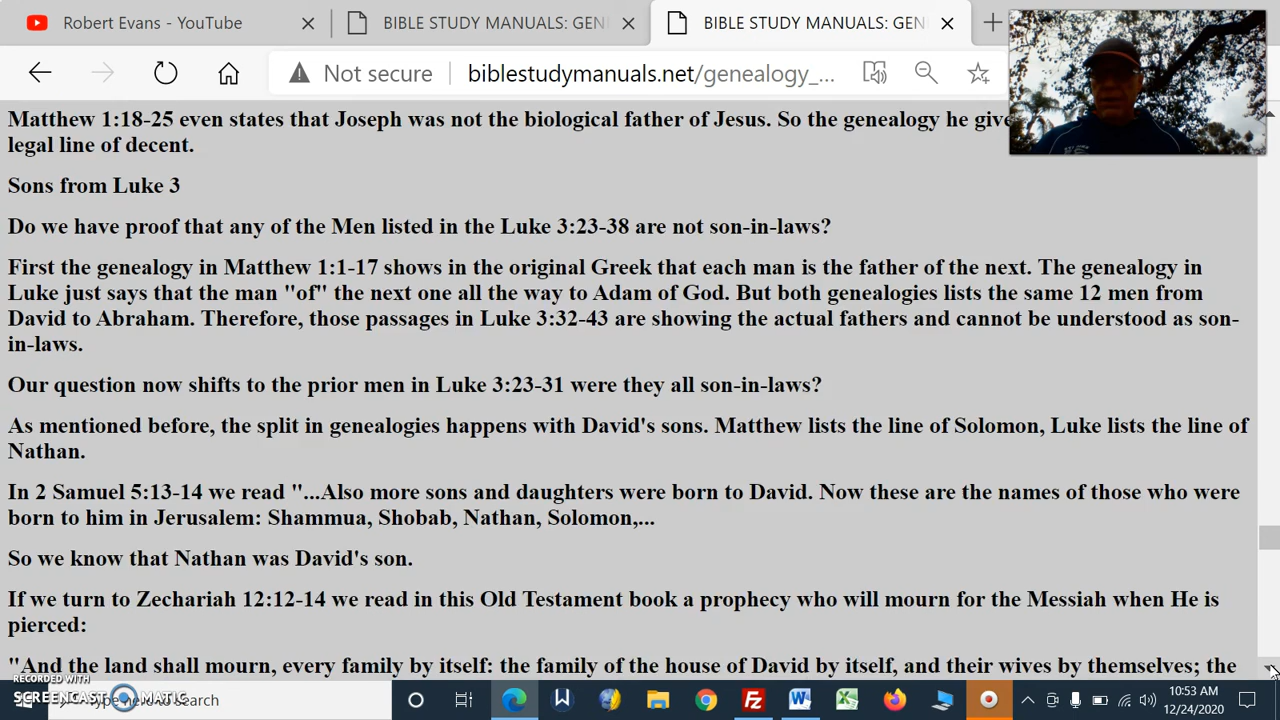 Robert Evans - YouTube
BIBLE STUDY MANUALS: GEN
BIBLE STUDY MANUALS: GEN
Not secure
biblestudymanuals.net/genealogy_...
Matthew 1:18-25 even states that Joseph was not the biological father of Jesus. So the genealogy he give
legal line of decent.
Sons from Luke 3
Do we have proof that any of the Men listed in the Luke 3:23-38 are not son-in-laws?
First the genealogy in Matthew 1:1-17 shows in the original Greek that each man is the father of the next. The genealogy in
Luke just says that the man "of" the next one all the way to Adam of God. But both genealogies lists the same 12 men from
David to Abraham. Therefore, those passages in Luke 3:32-43 are showing the actual fathers and cannot be understood as son-
in-laws.
Our question now shifts to the prior men in Luke 3:23-31 were they all son-in-laws?
As mentioned before, the split in genealogies happens with David's sons. Matthew lists the line of Solomon, Luke lists the line of
Nathan.
In 2 Samuel 5:13-14 we read "...Also more sons and daughters were born to David. Now these are the names of those who were
born to him in Jerusalem: Shammua, Shobab, Nathan, Solomon,...
So we know that Nathan was David's son.
If we turn to Zechariah 12:12-14 we read in this Old Testament book a prophecy who will mourn for the Messiah when He is
pierced:
"And the land shall mourn, every family by itself: the family of the house of David by itself, and their wives by themselves; the
RECORDED WITH
SCREENCAST MATIC
Type here to search
10:53 AM
12/24/2020